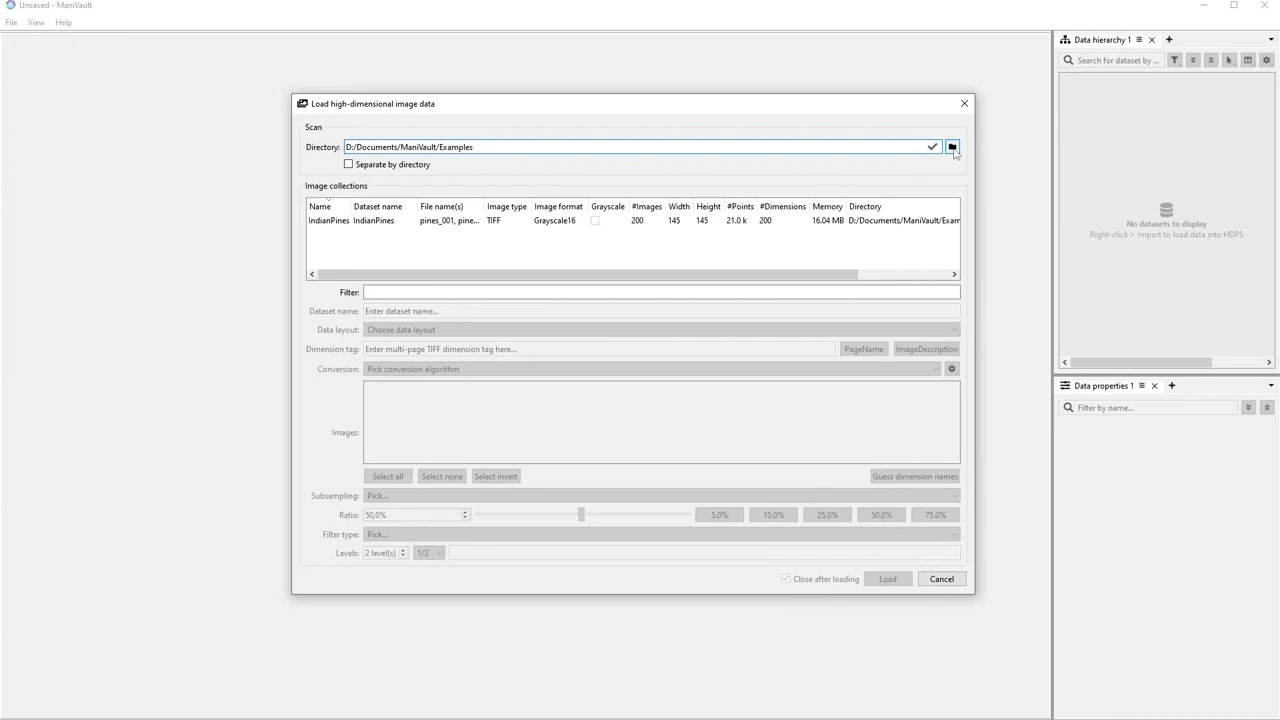 Unsaved - ManiVault
File View Help
Data hierarchy 1
Search for dataset by ...
No datasets to display
Right-click > Import to load data into HDPS
Data properties 1
Filter by name...
Load high-dimensional image data
Scan
Directory: D:/Documents/ManiVault/Examples
Separate by directory
Image collections
Name Dataset name File name(s) Image type Image format Grayscale #Images Width Height #Points #Dimensions Memory Directory
IndianPines IndianPines pines_001, pine... TIFF Grayscale16 200 145 145 21.0 k 200 16.04 MB D:/Documents/ManiVault/Exam
Filter:
Dataset name: Enter dataset name...
Data layout: Choose data layout
Dimension tag: Enter multi-page TIFF dimension tag here... PageName ImageDescription
Conversion: Pick conversion algorithm
Images:
Select all Select none Select invert Guess dimension names
Subsampling: Pick...
Ratio: 50,0% 5.0% 10.0% 25.0% 50.0% 75.0%
Filter type: Pick...
Levels: 2 level(s) 1/2
Close after loading Load Cancel